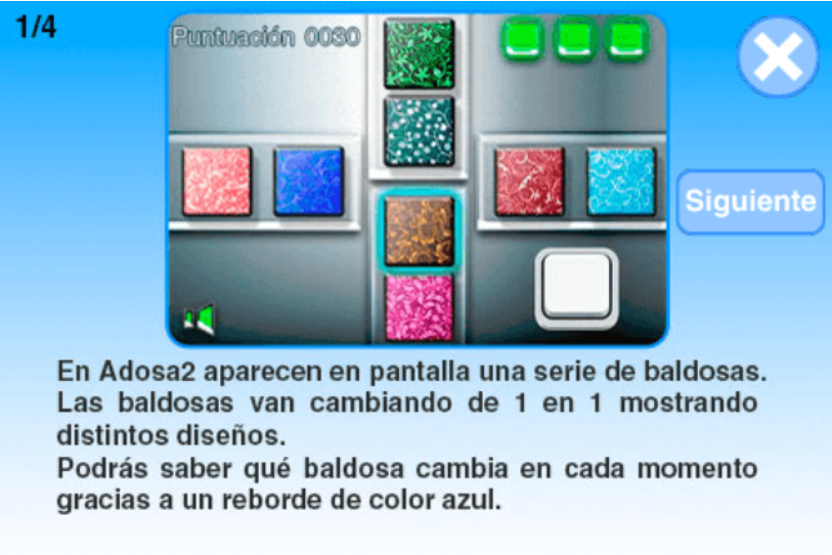 1/4
Puntuación 0030
Siguiente
En Adosa2 aparecen en pantalla una serie de baldosas.
Las baldosas van cambiando de 1 en 1 mostrando
distintos diseños.
Podrás saber qué baldosa cambia en cada momento
gracias a un reborde de color azul.